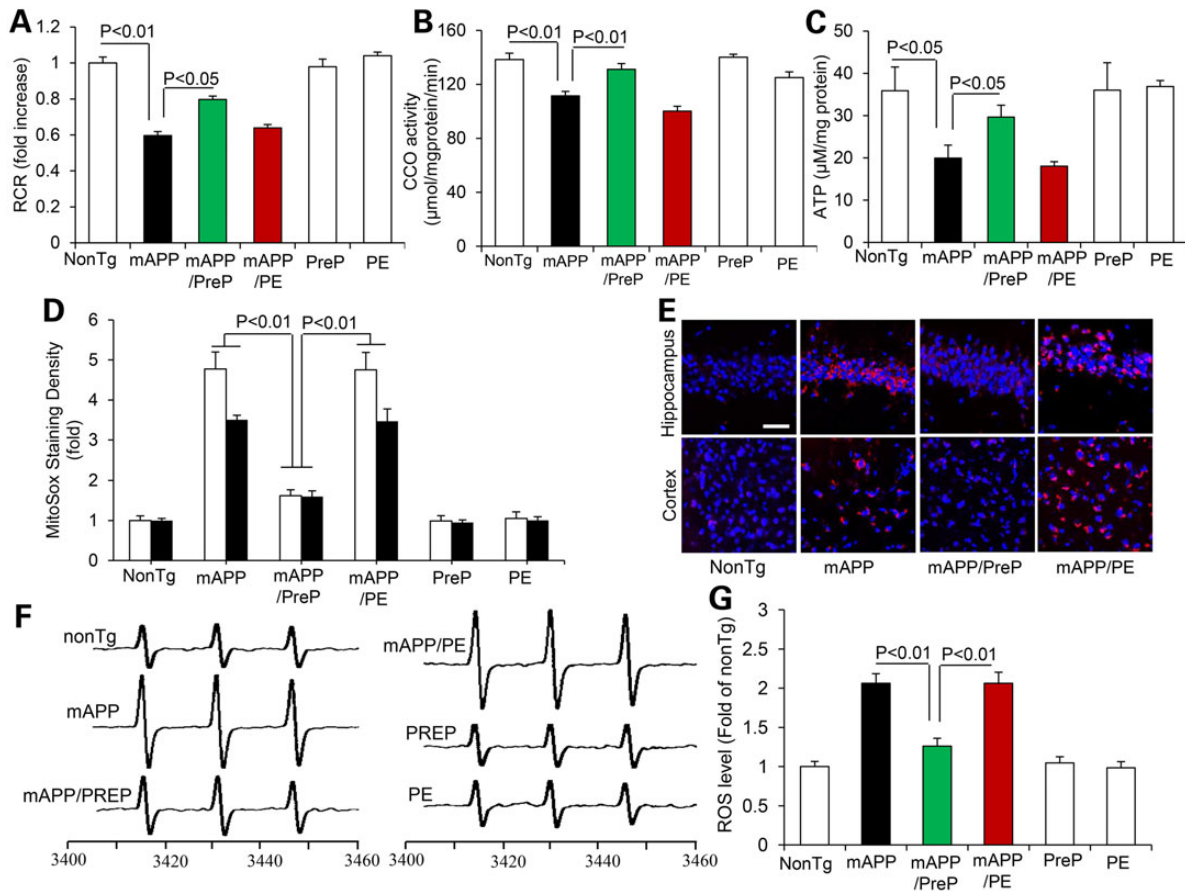 A
RCR (fold increase)
1.2
1
0.8
0.6
0.4
0.2
0
P<0.01
P<0.05
NonTg
mAPP
mAPP
/PreP
mAPP
/PE
PreP
PE
B
CCO activity
(µmol/mgprotein/min)
160
120
80
40
0
P<0.01
P<0.01
NonTg
mAPP
mAPP
/PreP
mAPP
/PE
PreP
PE
C
ATP (µM/mg protein)
50
40
30
20
10
0
P<0.05
P<0.05
NonTg
mAPP
mAPP
/PreP
mAPP
/PE
PreP
PE
D
MitoSox Staining Density
(fold)
6
5
4
3
2
1
0
P<0.01
P<0.01
NonTg
mAPP
mAPP
/PreP
mAPP
/PE
PreP
PE
E
Hippocampus
Cortex
NonTg
mAPP
mAPP/PreP
mAPP/PE
F
nonTg
mAPP
mAPP/PREP
3400
3420
3440
3460
mAPP/PE
PREP
PE
3400
3420
3440
3460
G
ROS level (Fold of nonTg)
3
2.5
2
1.5
1
0.5
0
P<0.01
P<0.01
NonTg
mAPP
mAPP
/PreP
mAPP
/PE
PreP
PE